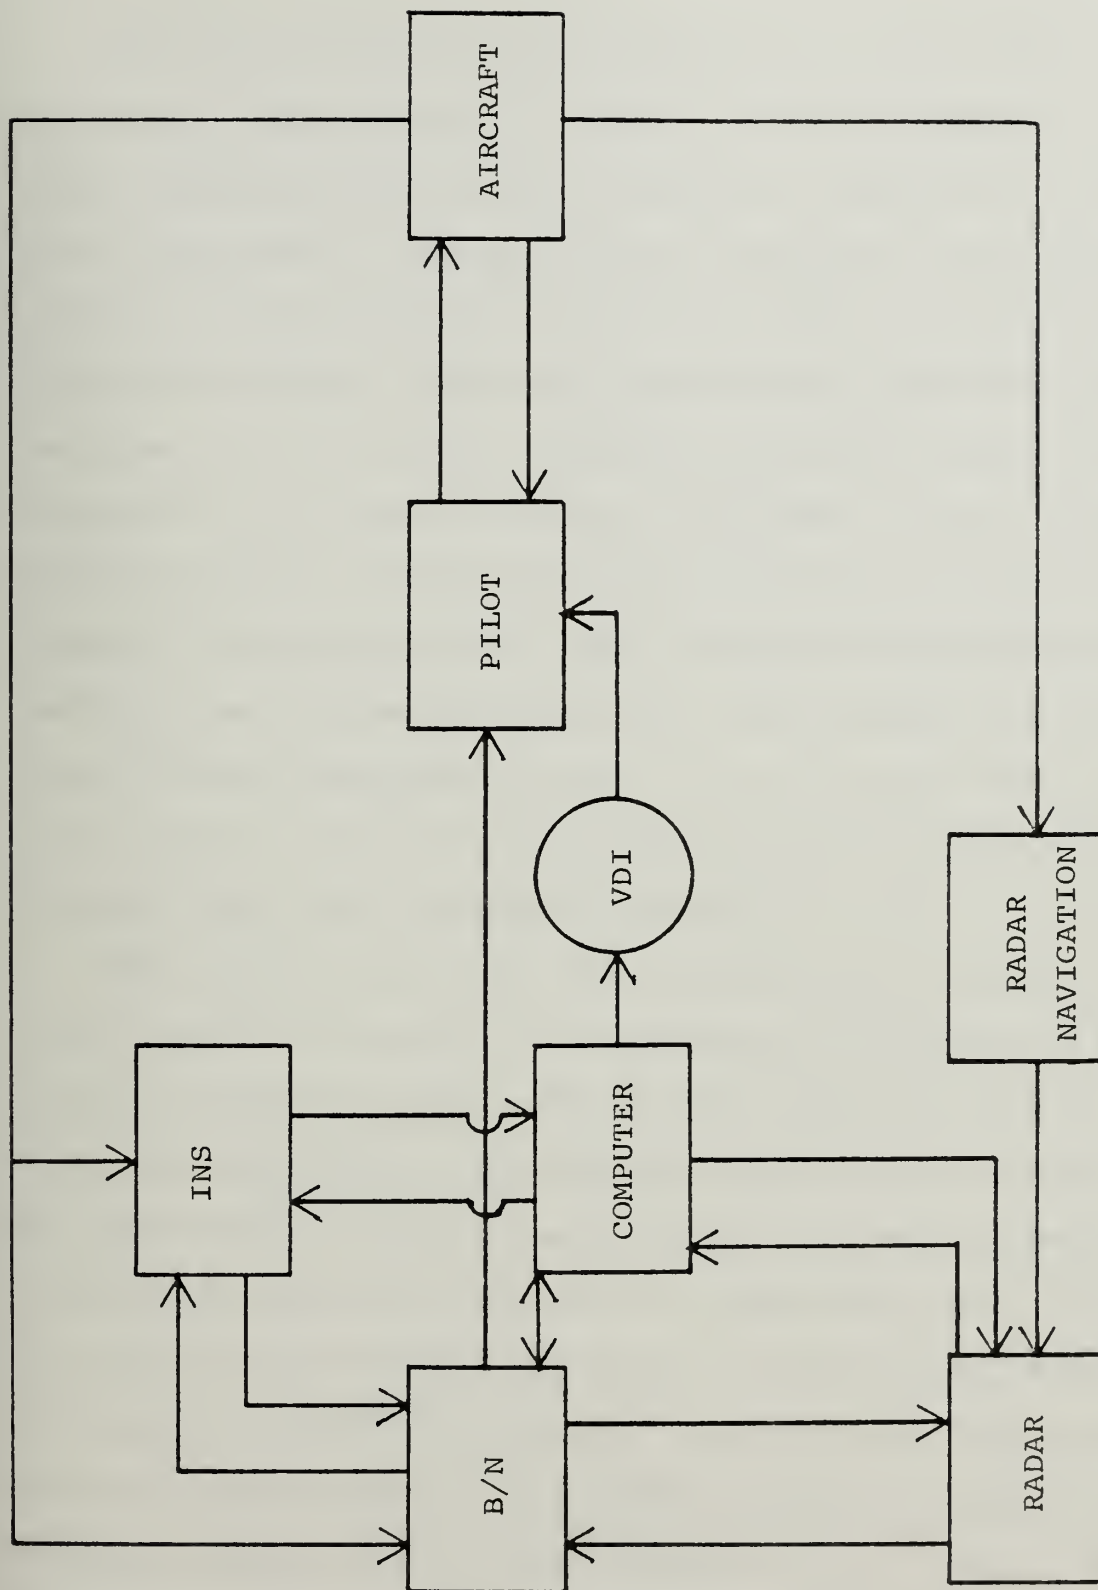 INS
B/N
PILOT
AIRCRAFT
COMPUTER
VDI
RADAR
RADAR
NAVIGATION